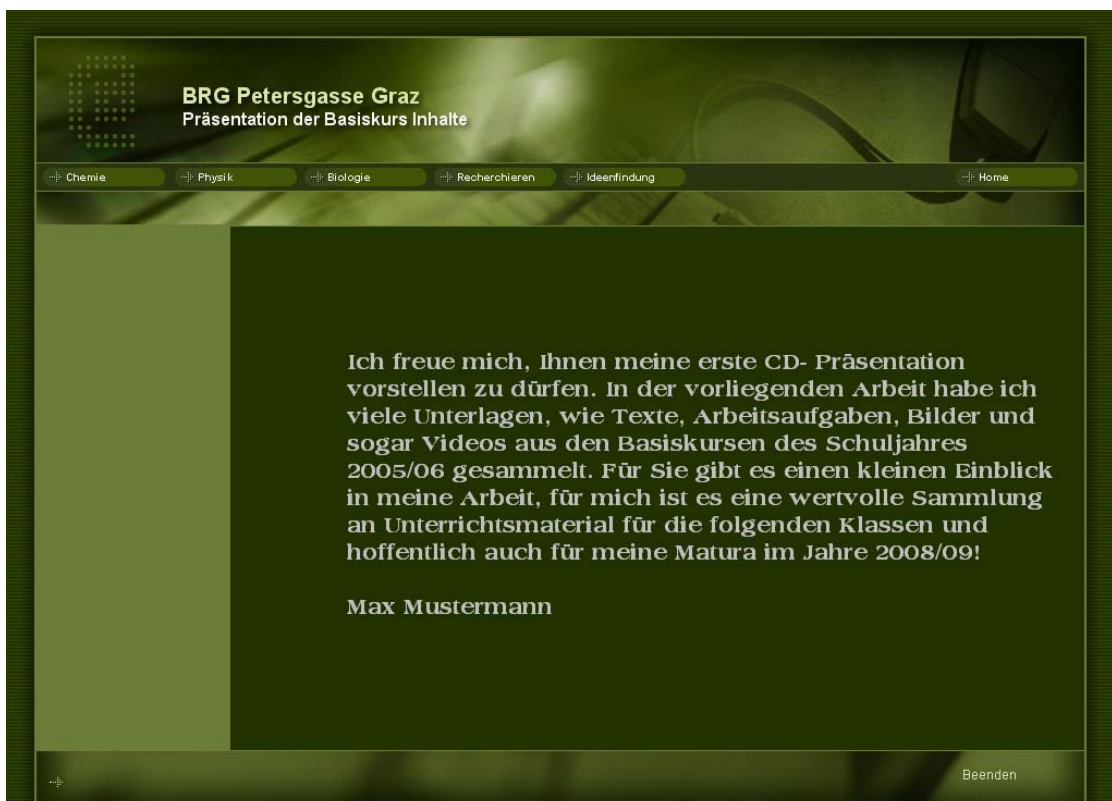 BRG Petersgasse Graz
Präsentation der Basiskurs Inhalte
Chemie
Physik
Biologie
Recherchieren
Ideenfindung
Home
Ich freue mich, Ihnen meine erste CD- Präsentation
vorstellen zu dürfen. In der vorliegenden Arbeit habe ich
viele Unterlagen, wie Texte, Arbeitsaufgaben, Bilder und
sogar Videos aus den Basiskursen des Schuljahres
2005/06 gesammelt. Für Sie gibt es einen kleinen Einblick
in meine Arbeit, für mich ist es eine wertvolle Sammlung
an Unterrichtsmaterial für die folgenden Klassen und
hoffentlich auch für meine Matura im Jahre 2008/09!
Max Mustermann
Beenden